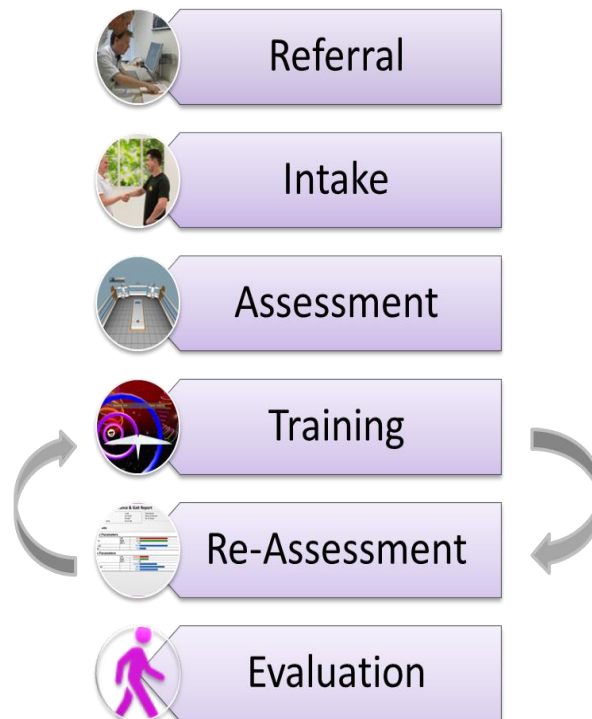 Referral
Intake
Assessment
Training
Re-Assessment
Evaluation